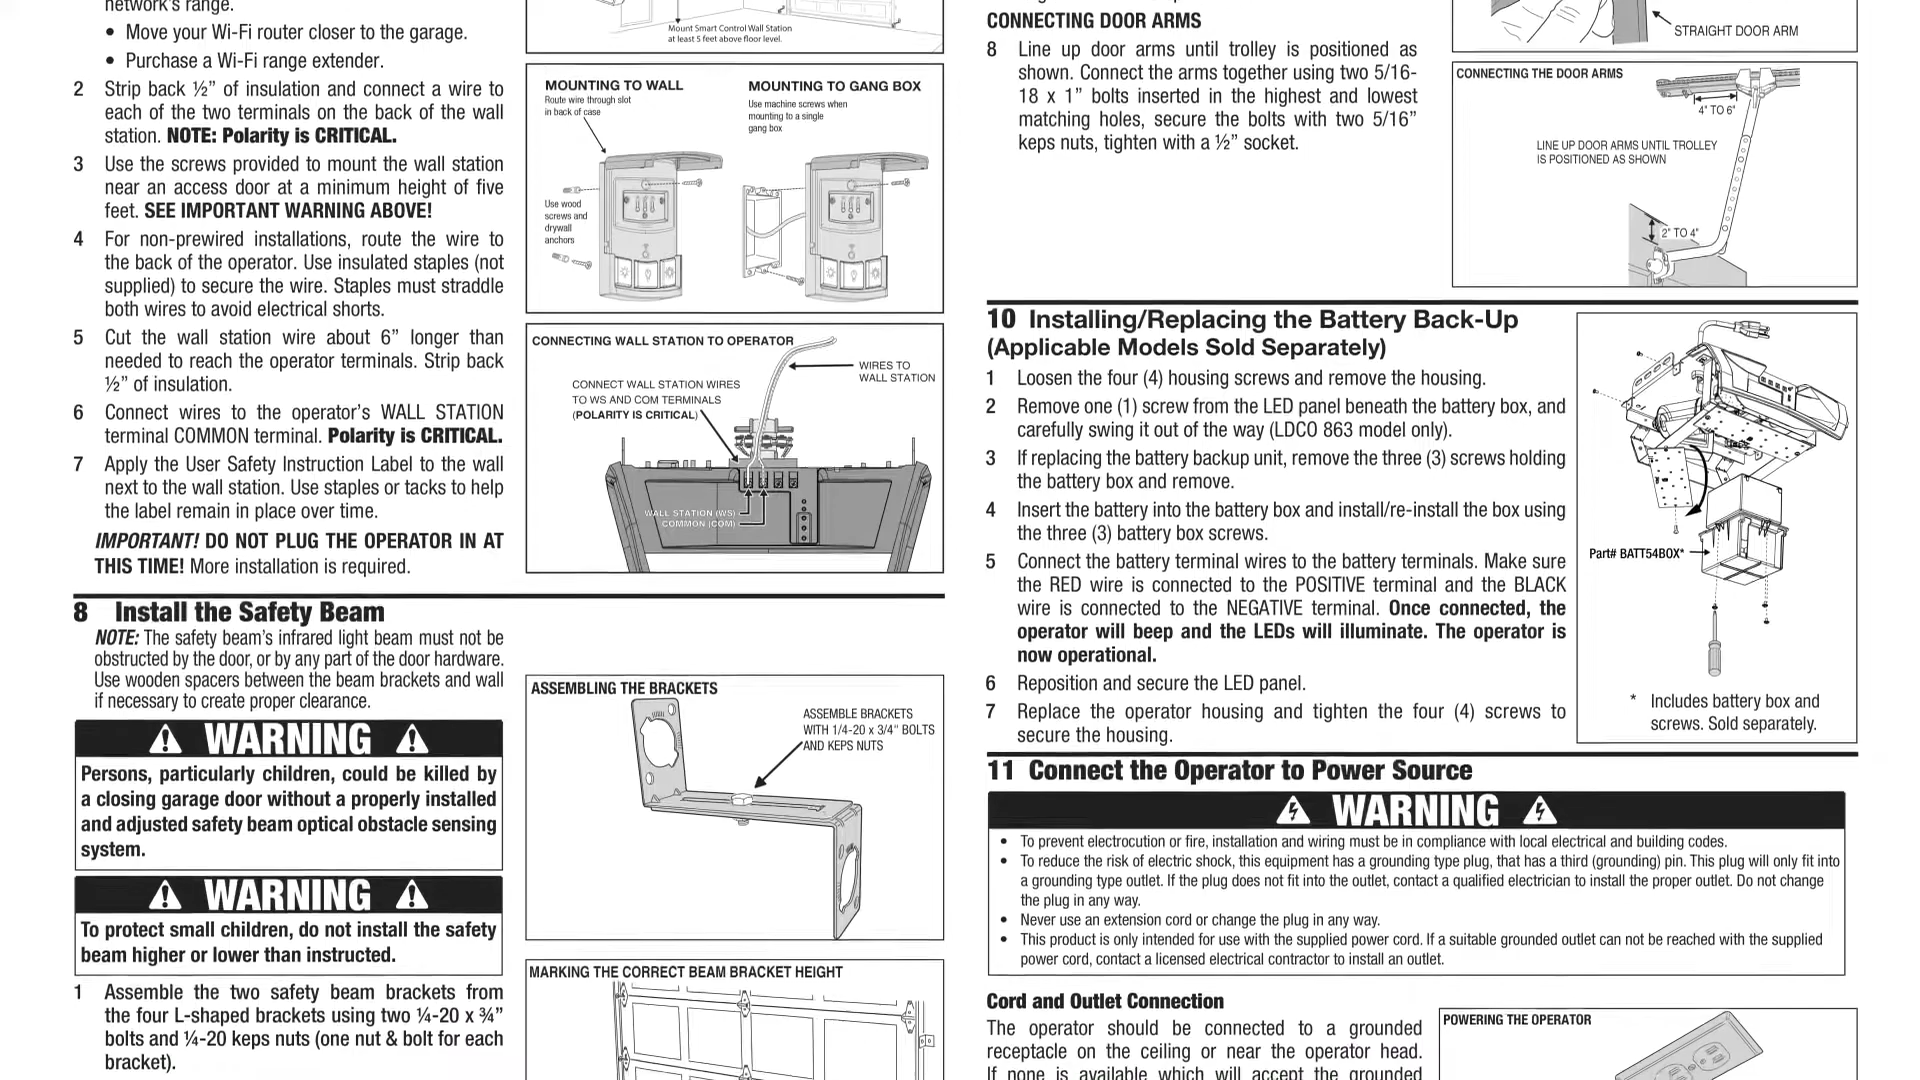 network's range.
• Move your Wi-Fi router closer to the garage.
• Purchase a Wi-Fi range extender.
2 Strip back ½” of insulation and connect a wire to
each of the two terminals on the back of the wall
station. NOTE: Polarity is CRITICAL.
3 Use the screws provided to mount the wall station
near an access door at a minimum height of five
feet. SEE IMPORTANT WARNING ABOVE!
4 For non-prewired installations, route the wire to
the back of the operator. Use insulated staples (not
supplied) to secure the wire. Staples must straddle
both wires to avoid electrical shorts.
5 Cut the wall station wire about 6” longer than
needed to reach the operator terminals. Strip back
½” of insulation.
6 Connect wires to the operator’s WALL STATION
terminal COMMON terminal. Polarity is CRITICAL.
7 Apply the User Safety Instruction Label to the wall
next to the wall station. Use staples or tacks to help
the label remain in place over time.
IMPORTANT! DO NOT PLUG THE OPERATOR IN AT
THIS TIME! More installation is required.
Mount Smart Control Wall Station
at least 5 feet above floor level.
MOUNTING TO WALL
Route wire through slot
in back of case
Use wood
screws and
drywall
anchors
MOUNTING TO GANG BOX
Use machine screws when
mounting to a single
gang box
CONNECTING WALL STATION TO OPERATOR
WIRES TO
WALL STATION
CONNECT WALL STATION WIRES
TO WS AND COM TERMINALS
(POLARITY IS CRITICAL)
WALL STATION (WS)
COMMON (COM)
8 Install the Safety Beam
NOTE: The safety beam’s infrared light beam must not be
obstructed by the door, or by any part of the door hardware.
Use wooden spacers between the beam brackets and wall
if necessary to create proper clearance.
WARNING
Persons, particularly children, could be killed by
a closing garage door without a properly installed
and adjusted safety beam optical obstacle sensing
system.
WARNING
To protect small children, do not install the safety
beam higher or lower than instructed.
1 Assemble the two safety beam brackets from
the four L-shaped brackets using two ¼-20 x ¾”
bolts and ¼-20 keps nuts (one nut & bolt for each
bracket).
ASSEMBLING THE BRACKETS
ASSEMBLE BRACKETS
WITH 1/4-20 x 3/4" BOLTS
AND KEPS NUTS
MARKING THE CORRECT BEAM BRACKET HEIGHT
CONNECTING DOOR ARMS
8 Line up door arms until trolley is positioned as
shown. Connect the arms together using two 5/16-
18 x 1” bolts inserted in the highest and lowest
matching holes, secure the bolts with two 5/16”
keps nuts, tighten with a ½” socket.
STRAIGHT DOOR ARM
CONNECTING THE DOOR ARMS
4" TO 6"
LINE UP DOOR ARMS UNTIL TROLLEY
IS POSITIONED AS SHOWN
2" TO 4"
10 Installing/Replacing the Battery Back-Up
(Applicable Models Sold Separately)
1 Loosen the four (4) housing screws and remove the housing.
2 Remove one (1) screw from the LED panel beneath the battery box, and
carefully swing it out of the way (LDCO 863 model only).
3 If replacing the battery backup unit, remove the three (3) screws holding
the battery box and remove.
4 Insert the battery into the battery box and install/re-install the box using
the three (3) battery box screws.
5 Connect the battery terminal wires to the battery terminals. Make sure
the RED wire is connected to the POSITIVE terminal and the BLACK
wire is connected to the NEGATIVE terminal. Once connected, the
operator will beep and the LEDs will illuminate. The operator is
now operational.
6 Reposition and secure the LED panel.
7 Replace the operator housing and tighten the four (4) screws to
secure the housing.
Part# BATT54BOX*
* Includes battery box and
screws. Sold separately.
11 Connect the Operator to Power Source
WARNING
• To prevent electrocution or fire, installation and wiring must be in compliance with local electrical and building codes.
• To reduce the risk of electric shock, this equipment has a grounding type plug, that has a third (grounding) pin. This plug will only fit into
a grounding type outlet. If the plug does not fit into the outlet, contact a qualified electrician to install the proper outlet. Do not change
the plug in any way.
• Never use an extension cord or change the plug in any way.
• This product is only intended for use with the supplied power cord. If a suitable grounded outlet can not be reached with the supplied
power cord, contact a licensed electrical contractor to install an outlet.
Cord and Outlet Connection
The operator should be connected to a grounded
receptacle on the ceiling or near the operator head.
If none is available which will accept the grounded
POWERING THE OPERATOR